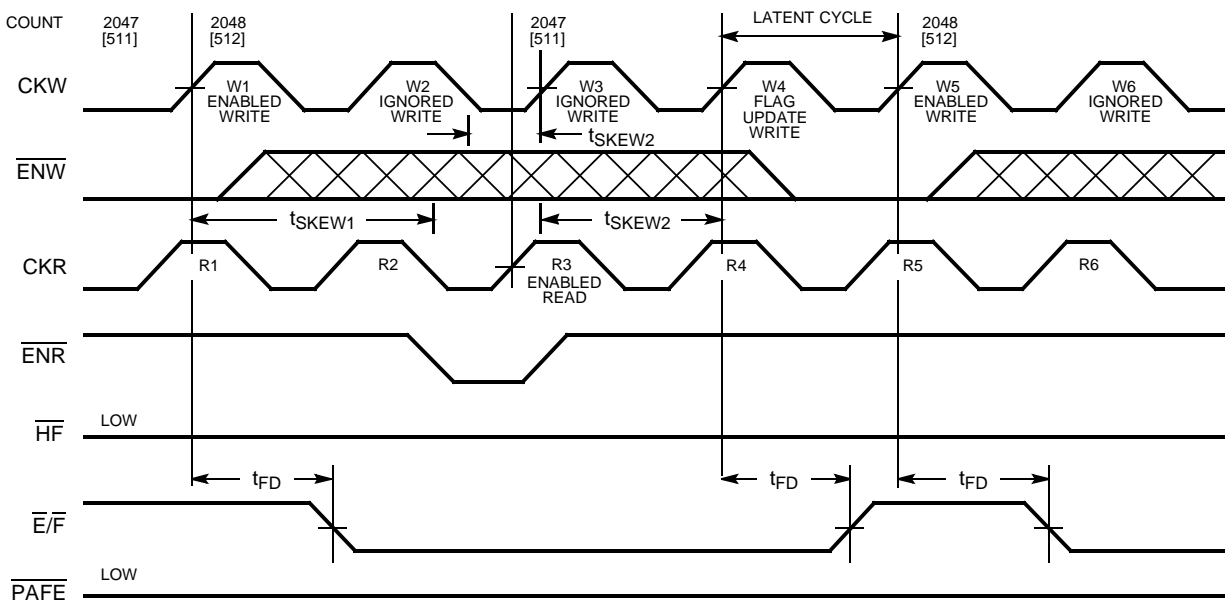 COUNT 2047 2048 2047 LATENT CYCLE 2048
[511] [512] [511] [512]
CKW W1 W2 W3 W4 W5 W6
ENABLED IGNORED IGNORED FLAG ENABLED IGNORED
WRITE WRITE WRITE UPDATE WRITE WRITE
WRITE
tSKEW2
ENW
tSKEW1 tSKEW2
CKR R1 R2 R3 R4 R5 R6
ENABLED
READ
ENR
LOW
HF
tFD tFD tFD
E/F
LOW
PAFE